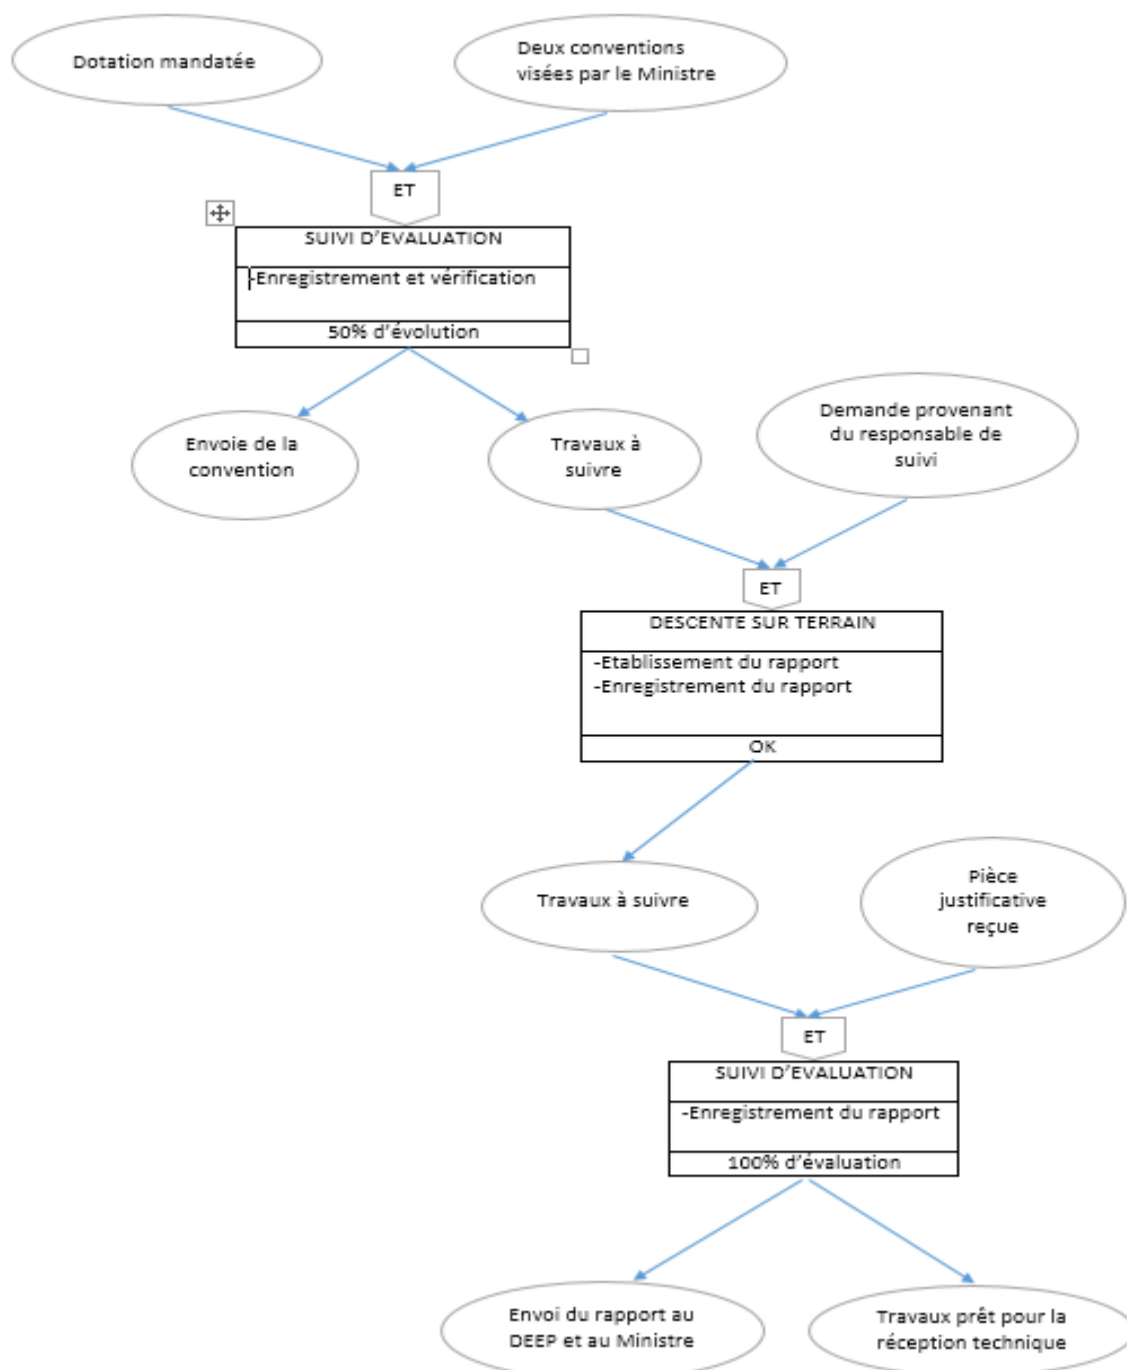 Dotation mandatée
Deux conventions
visées par le Ministre
ET
SUIVI D'EVALUATION
-Enregistrement et vérification
50% d'évolution
Envoie de la
convention
Travaux à
suivre
Demande provenant
du responsable de
suivi
ET
DESCENTE SUR TERRAIN
-Etablissement du rapport
-Enregistrement du rapport
OK
Travaux à suivre
Pièce
justificative
reçue
ET
SUIVI D'EVALUATION
-Enregistrement du rapport
100% d'évaluation
Envoi du rapport au
DEEP et au Ministre
Travaux prêt pour la
réception technique